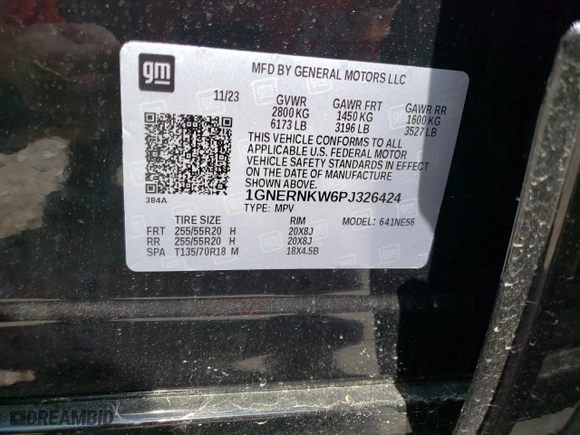 gm
MFD BY GENERAL MOTORS LLC
11/23
GVWR GAWR FRT GAWR RR
2800 KG 1450 KG 1600 KG
6173 LB 3196 LB 3527 LB
THIS VEHICLE CONFORMS TO ALL
APPLICABLE U.S. FEDERAL MOTOR
VEHICLE SAFETY STANDARDS IN EFFECT
ON THE DATE OF MANUFACTURE
SHOWN ABOVE.
384A
1GNERNKW6PJ326424
TYPE: MPV MODEL: 641NE56
TIRE SIZE RIM
FRT 255/55R20 H 20X8J
RR 255/55R20 H 20X8J
SPA T135/70R18 M 18X4.5B
DREAMBID